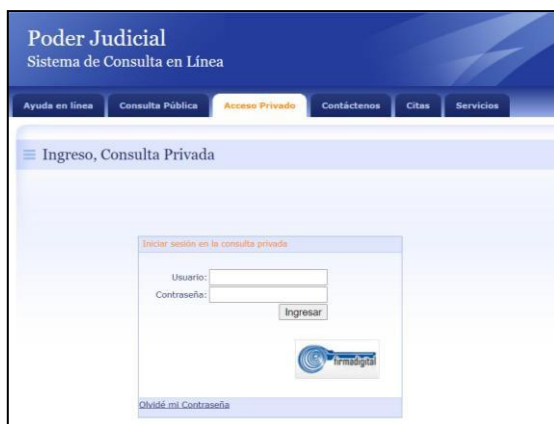 Poder Judicial
Sistema de Consulta en Línea
Ayuda en línea Consulta Pública Acceso Privado Contáctenos Citas Servicios
Ingreso, Consulta Privada
Iniciar sesión en la consulta privada
Usuario:
Contraseña:
Ingresar
firmadigital
Olvidé mi Contraseña